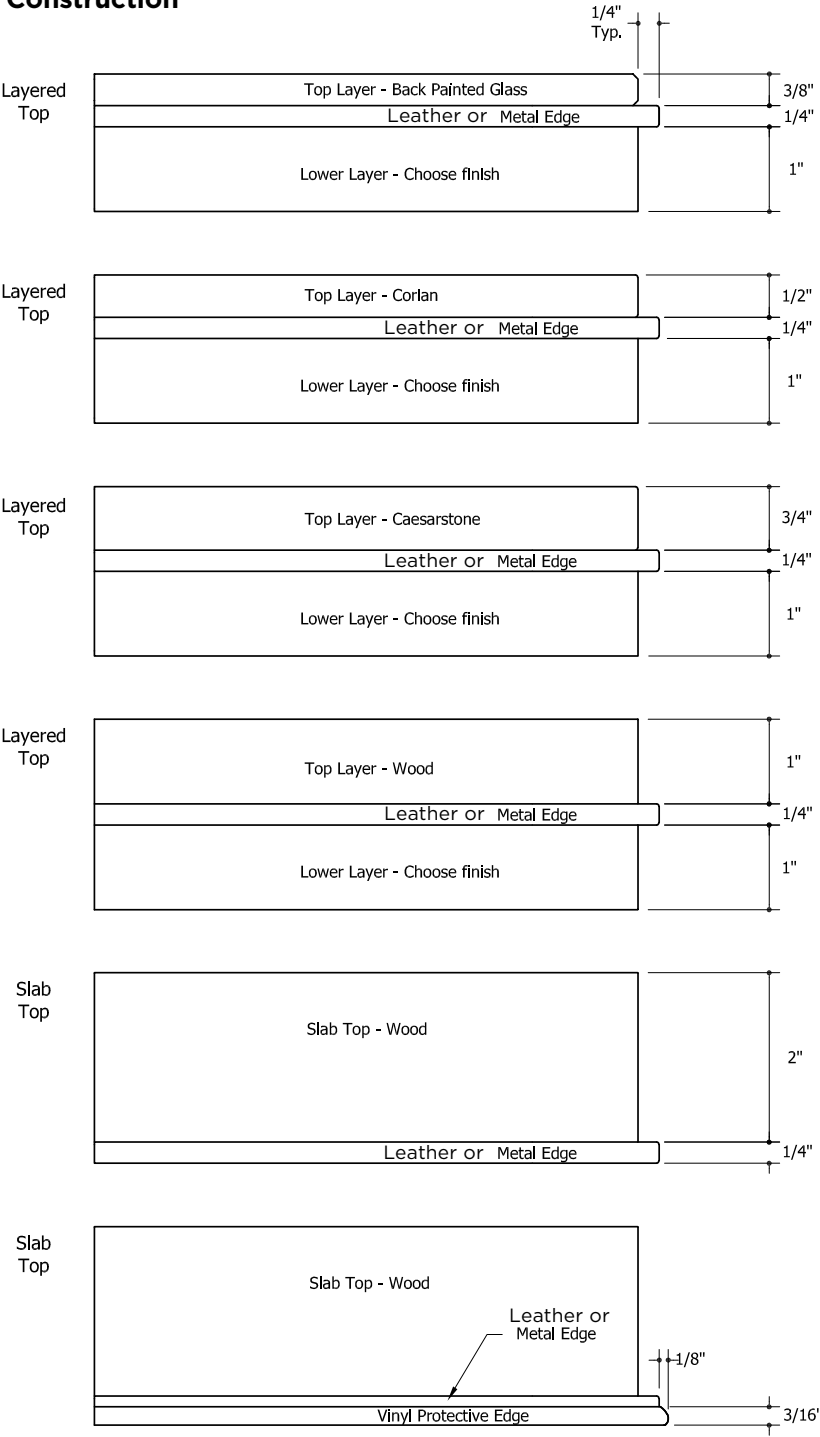 Construction
1/4"
Typ.
Layered
Top
Top Layer - Back Painted Glass
Leather or Metal Edge
Lower Layer - Choose finish
3/8"
1/4"
1"
Layered
Top
Top Layer - Corian
Leather or Metal Edge
Lower Layer - Choose finish
1/2"
1/4"
1"
Layered
Top
Top Layer - Caesarstone
Leather or Metal Edge
Lower Layer - Choose finish
3/4"
1/4"
1"
Layered
Top
Top Layer - Wood
Leather or Metal Edge
Lower Layer - Choose finish
1"
1/4"
1"
Slab
Top
Slab Top - Wood
Leather or Metal Edge
2"
1/4"
Slab
Top
Slab Top - Wood
Leather or
Metal Edge
1/8"
Vinyl Protective Edge
3/16"